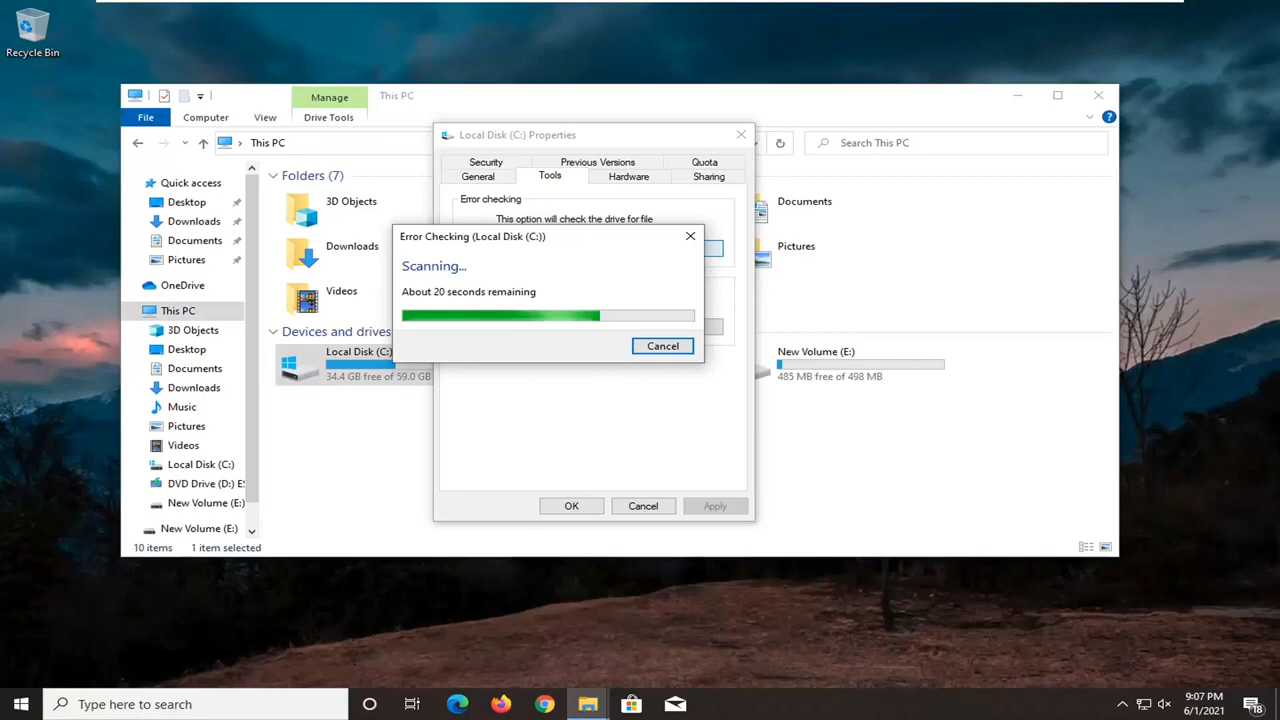 Recycle Bin
Manage
This PC
File
Computer
View
Drive Tools
This PC
Search This PC
Quick access
Desktop
Downloads
Documents
Pictures
OneDrive
This PC
3D Objects
Desktop
Documents
Downloads
Music
Pictures
Videos
Local Disk (C:)
DVD Drive (D:) ES
New Volume (E:)
New Volume (E:)
10 items
1 item selected
Folders (7)
3D Objects
Downloads
Videos
Documents
Pictures
Devices and drives
Local Disk (C:)
34.4 GB free of 59.0 GB
New Volume (E:)
485 MB free of 498 MB
Local Disk (C:) Properties
Security
Previous Versions
Quota
General
Tools
Hardware
Sharing
Error checking
This option will check the drive for file
Error Checking (Local Disk (C:))
Scanning...
About 20 seconds remaining
Cancel
OK
Cancel
Apply
Type here to search
9:07 PM
6/1/2021
18